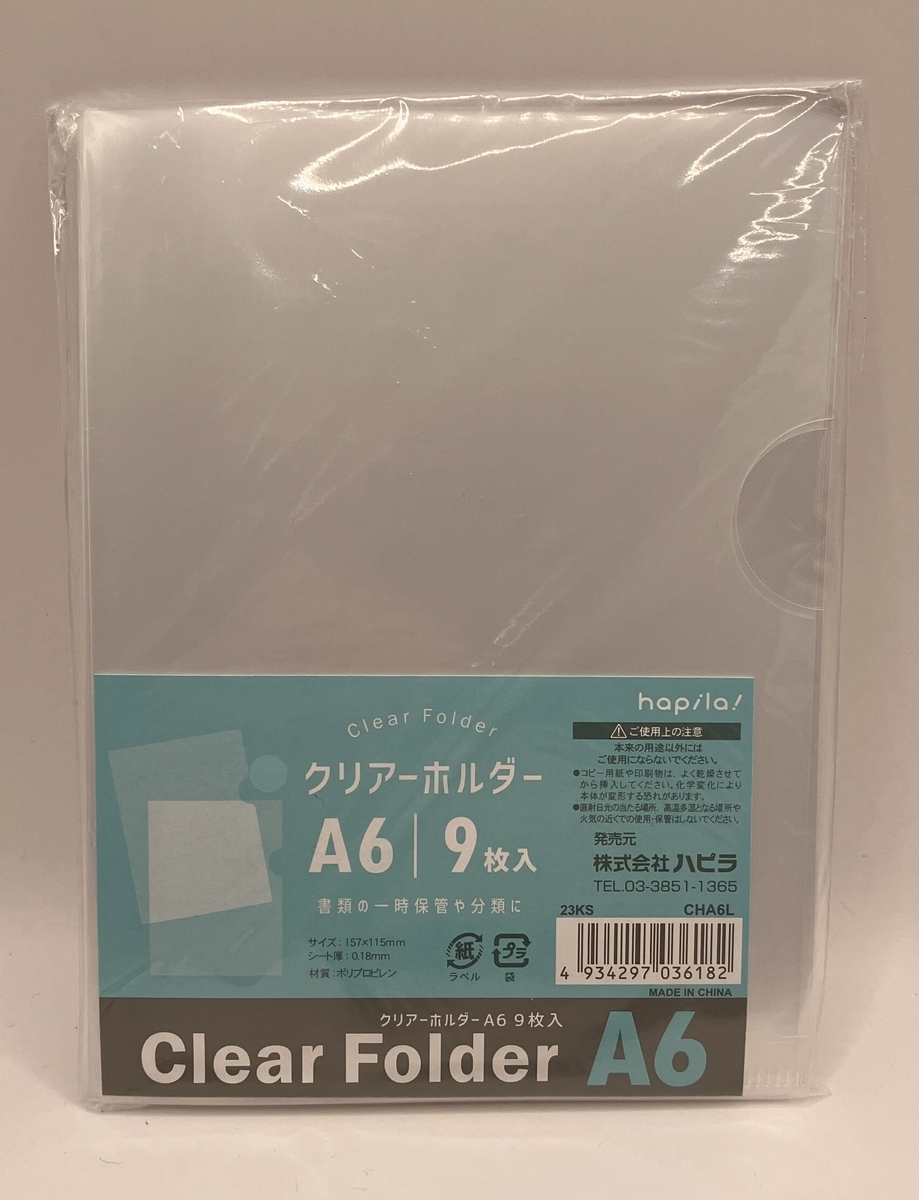 hapila!
Clear Folder
クリアーホルダー
A6 9枚入
書類の一時保管や分類に
サイズ:157×115mm
シート厚:0.18mm
材質:ポリプロピレン
紙
ラベル
プラ
袋
⚠ご使用上の注意
本来の用途以外には
ご使用にならないでください。
●コピー用紙や印刷物は、よく乾燥させて
から挿入してください。化学変化により
本体が変形する恐れがあります。
●直射日光の当たる場所、高温多湿となる場所や
火気の近くでの使用・保管はしないでください。
発売元
株式会社ハピラ
TEL.03-3851-1365
23KS CHA6L
4 934297 036182
MADE IN CHINA
クリアーホルダーA6 9枚入
Clear Folder A6